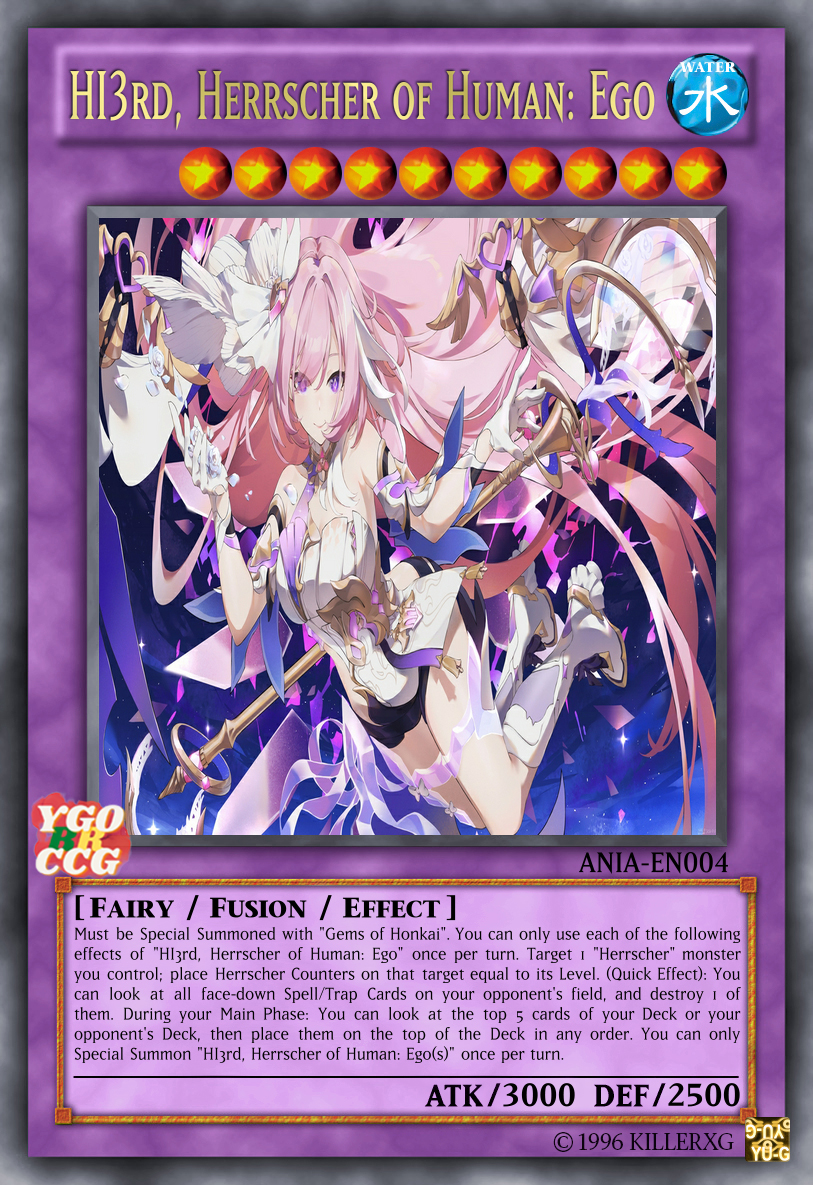 HI3rd, Herrscher of Human: Ego
WATER
水
YGO
RR
CCG
ANIA-EN004
[ Fairy / Fusion / Effect ]
Must be Special Summoned with "Gems of Honkai". You can only use each of the following
effects of "HI3rd, Herrscher of Human: Ego" once per turn. Target 1 "Herrscher" monster
you control; place Herrscher Counters on that target equal to its Level. (Quick Effect): You
can look at all face-down Spell/Trap Cards on your opponent's field, and destroy 1 of
them. During your Main Phase: You can look at the top 5 cards of your Deck or your
opponent's Deck, then place them on the top of the Deck in any order. You can only
Special Summon "HI3rd, Herrscher of Human: Ego(s)" once per turn.
ATK/3000 DEF/2500
© 1996 KILLERXG
YU-G